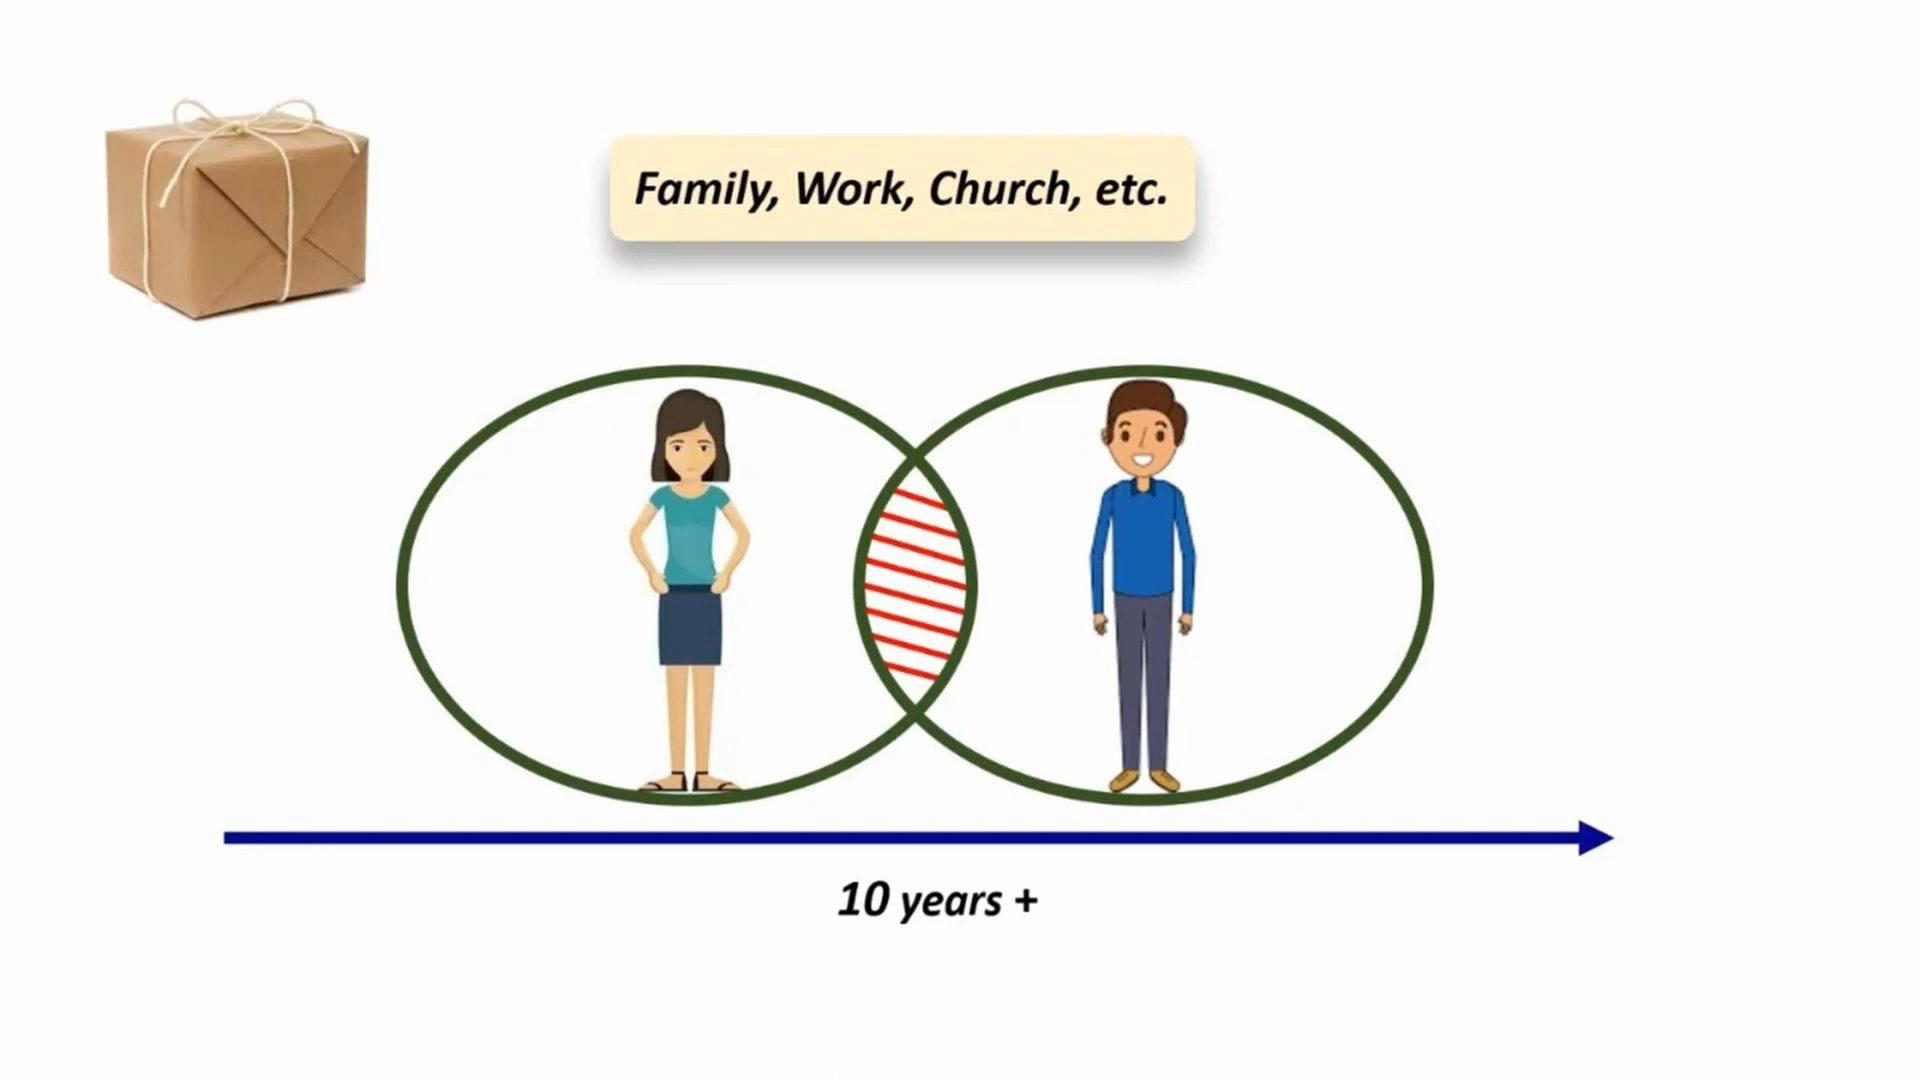 Family, Work, Church, etc.
10 years +